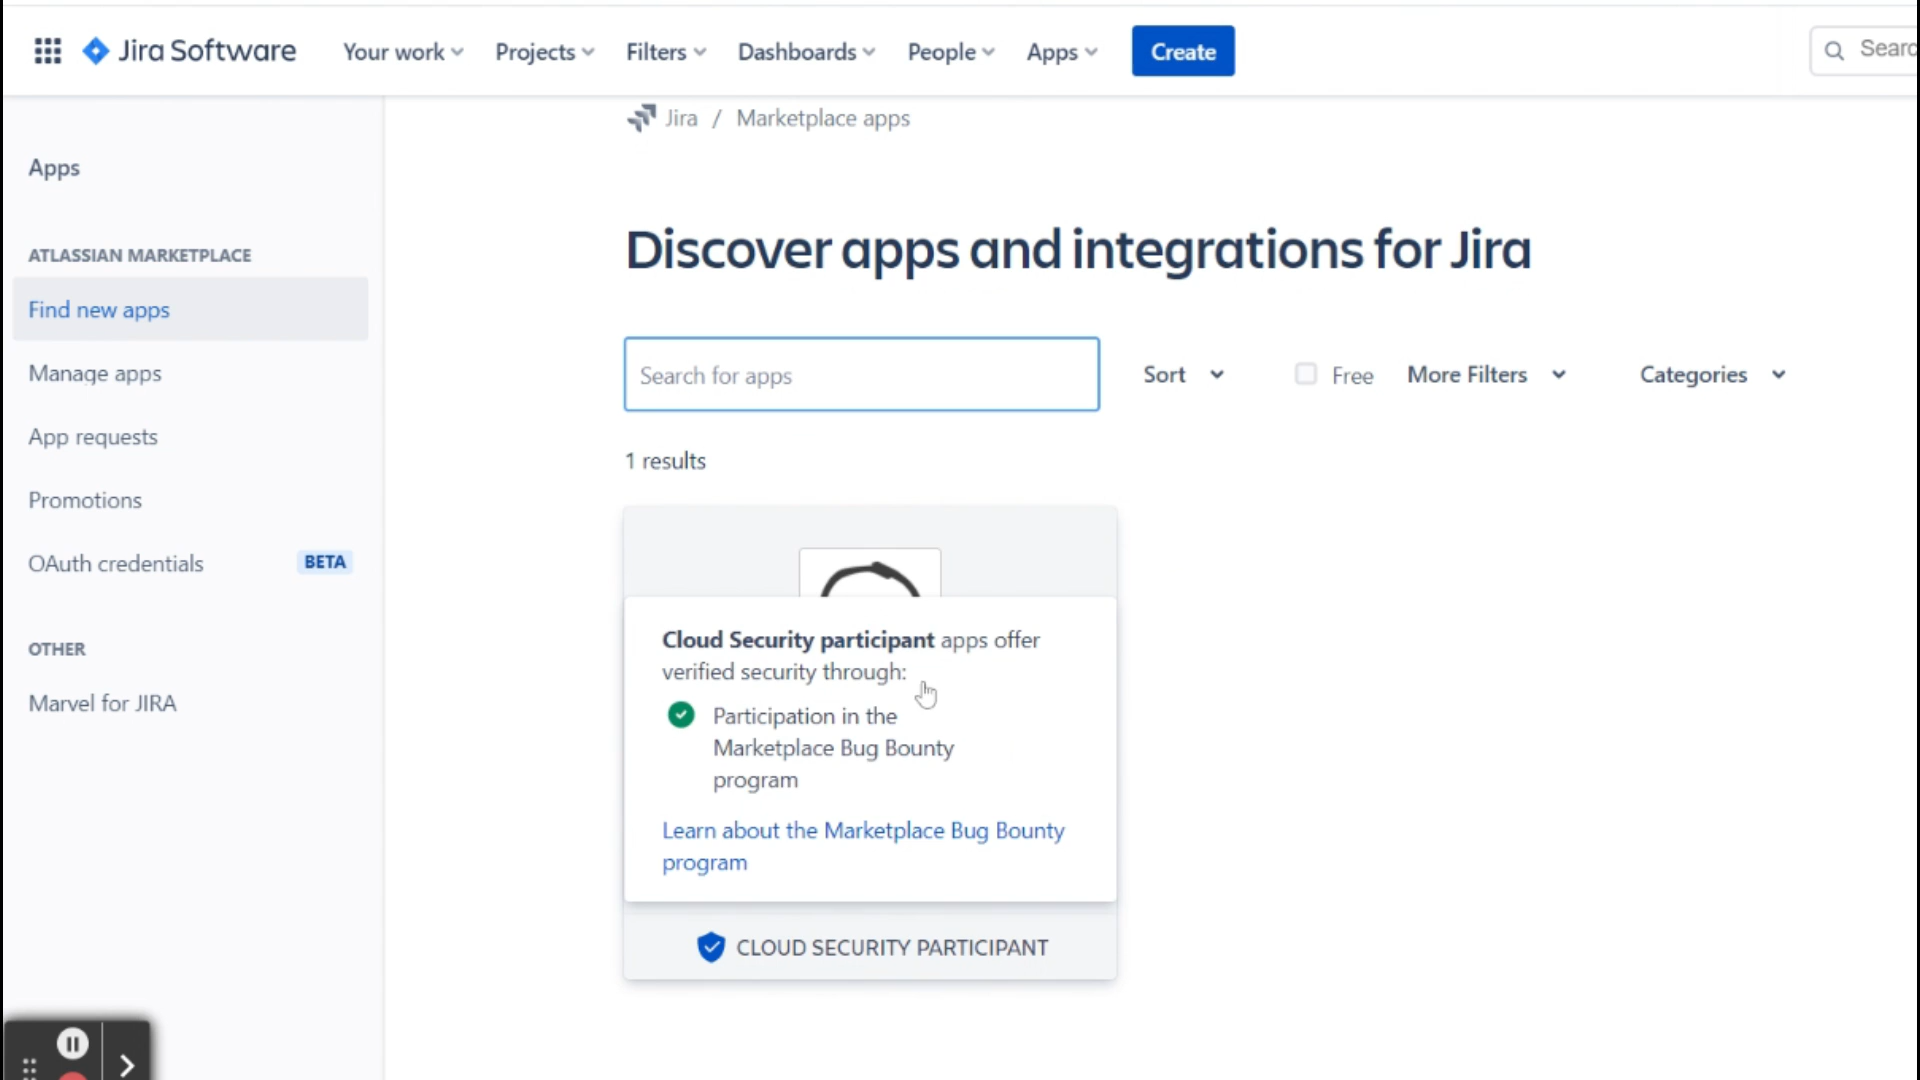 Jira Software Your work Projects Filters Dashboards People Apps Create
Jira / Marketplace apps
Apps
ATLASSIAN MARKETPLACE
Find new apps
Manage apps
App requests
Promotions
OAuth credentials BETA
OTHER
Marvel for JIRA
Discover apps and integrations for Jira
Search for apps Sort Free More Filters Categories
1 results
Cloud Security participant apps offer
verified security through:
Participation in the
Marketplace Bug Bounty
program
Learn about the Marketplace Bug Bounty
program
CLOUD SECURITY PARTICIPANT